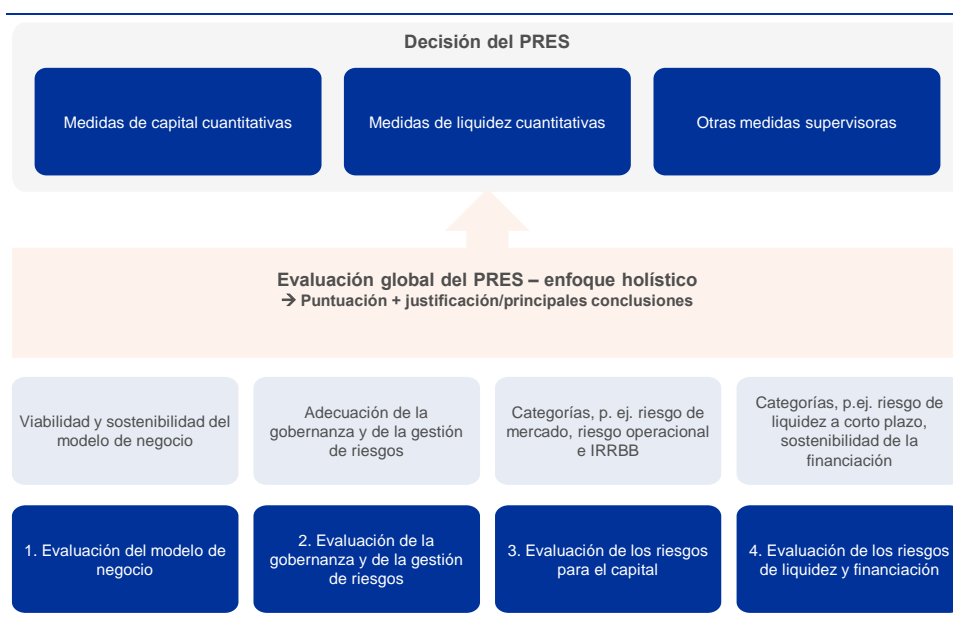 Decisión del PRES
Medidas de capital cuantitativas
Medidas de liquidez cuantitativas
Otras medidas supervisoras
Evaluación global del PRES – enfoque holístico
→ Puntuación + justificación/principales conclusiones
Viabilidad y sostenibilidad del
modelo de negocio
Adecuación de la
gobernanza y de la gestión
de riesgos
Categorías, p. ej. riesgo de
mercado, riesgo operacional
e IRRBB
Categorías, p.ej. riesgo de
liquidez a corto plazo,
sostenibilidad de la
financiación
1. Evaluación del modelo de
negocio
2. Evaluación de la
gobernanza y de la gestión
de riesgos
3. Evaluación de los riesgos
para el capital
4. Evaluación de los riesgos
de liquidez y financiación